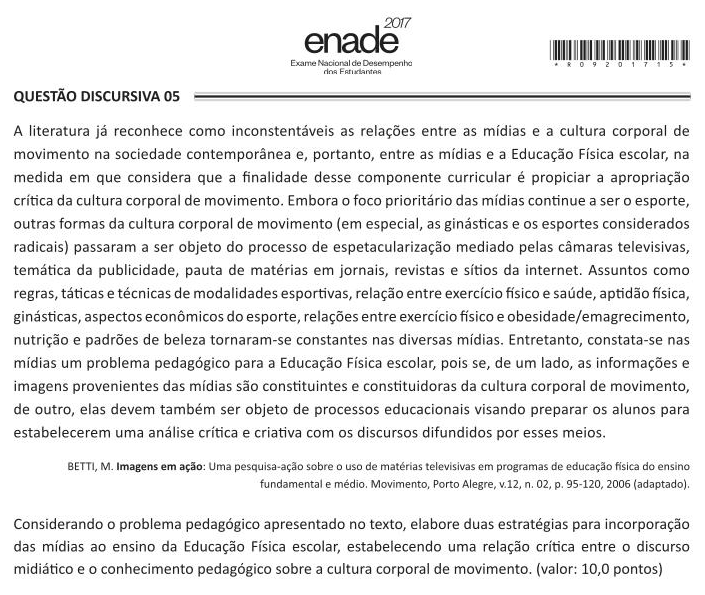 enade 2017
Exame Nacional de Desempenho
dos Estudantes
* R 0 9 2 0 1 7 1 5 *
QUESTÃO DISCURSIVA 05
A literatura já reconhece como inconstentáveis as relações entre as mídias e a cultura corporal de
movimento na sociedade contemporânea e, portanto, entre as mídias e a Educação Física escolar, na
medida em que considera que a finalidade desse componente curricular é propiciar a apropriação
crítica da cultura corporal de movimento. Embora o foco prioritário das mídias continue a ser o esporte,
outras formas da cultura corporal de movimento (em especial, as ginásticas e os esportes considerados
radicais) passaram a ser objeto do processo de espetacularização mediado pelas câmaras televisivas,
temática da publicidade, pauta de matérias em jornais, revistas e sítios da internet. Assuntos como
regras, táticas e técnicas de modalidades esportivas, relação entre exercício físico e saúde, aptidão física,
ginásticas, aspectos econômicos do esporte, relações entre exercício físico e obesidade/emagrecimento,
nutrição e padrões de beleza tornaram-se constantes nas diversas mídias. Entretanto, constata-se nas
mídias um problema pedagógico para a Educação Física escolar, pois se, de um lado, as informações e
imagens provenientes das mídias são constituintes e constituidoras da cultura corporal de movimento,
de outro, elas devem também ser objeto de processos educacionais visando preparar os alunos para
estabelecerem uma análise crítica e criativa com os discursos difundidos por esses meios.
BETTI, M. Imagens em ação: Uma pesquisa-ação sobre o uso de matérias televisivas em programas de educação física do ensino
fundamental e médio. Movimento, Porto Alegre, v.12, n. 02, p. 95-120, 2006 (adaptado).
Considerando o problema pedagógico apresentado no texto, elabore duas estratégias para incorporação
das mídias ao ensino da Educação Física escolar, estabelecendo uma relação crítica entre o discurso
midiático e o conhecimento pedagógico sobre a cultura corporal de movimento. (valor: 10,0 pontos)